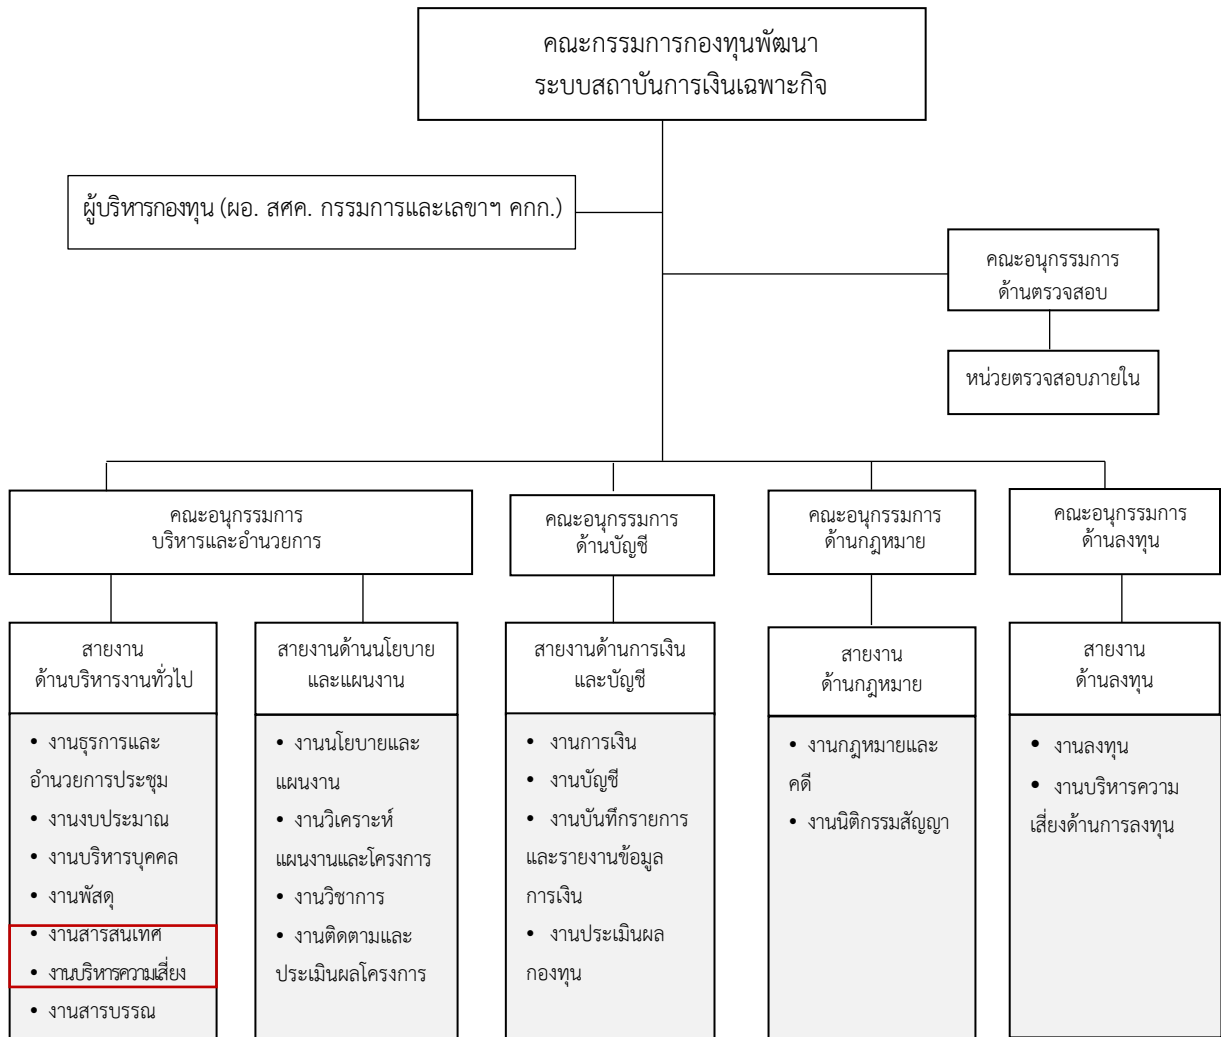 คณะกรรมการกองทุนพัฒนา
ระบบสถาบันการเงินเฉพาะกิจ
ผู้บริหารกองทุน (ผอ. สศค. กรรมการและเลขาฯ คกก.)
คณะอนุกรรมการ
ด้านตรวจสอบ
หน่วยตรวจสอบภายใน
คณะอนุกรรมการ
บริหารและอำนวยการ
คณะอนุกรรมการ
ด้านบัญชี
คณะอนุกรรมการ
ด้านกฎหมาย
คณะอนุกรรมการ
ด้านลงทุน
สายงาน
ด้านบริหารงานทั่วไป
• งานธุรการและ
อำนวยการประชุม
• งานงบประมาณ
• งานบริหารบุคคล
• งานพัสดุ
• งานสารสนเทศ
• งานบริหารความเสี่ยง
• งานสารบรรณ
สายงานด้านนโยบาย
และแผนงาน
• งานนโยบายและ
แผนงาน
• งานวิเคราะห์
แผนงานและโครงการ
• งานวิชาการ
• งานติดตามและ
ประเมินผลโครงการ
สายงานด้านการเงิน
และบัญชี
• งานการเงิน
• งานบัญชี
• งานบันทึกรายการ
และรายงานข้อมูล
การเงิน
• งานประเมินผล
กองทุน
สายงาน
ด้านกฎหมาย
• งานกฎหมายและ
คดี
• งานนิติกรรมสัญญา
สายงาน
ด้านลงทุน
• งานลงทุน
• งานบริหารความ
เสี่ยงด้านการลงทุน